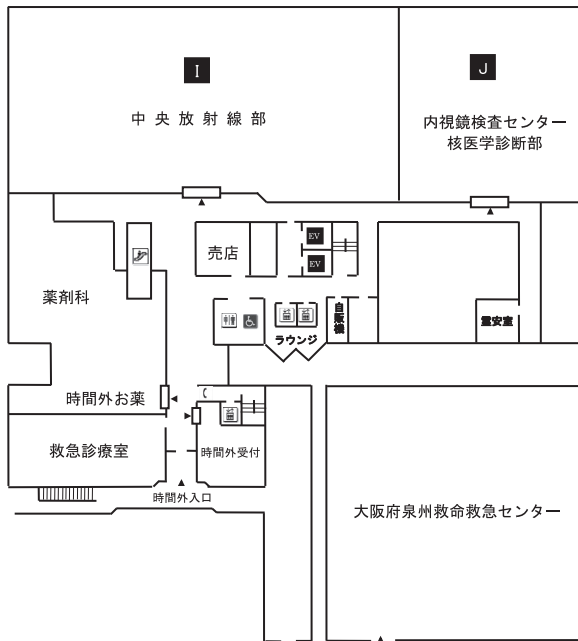 I
J
中央放射線部
内視鏡検査センター
核医学診断部
売店
EV
EV
薬剤科
自販機
霊安室
ラウンジ
時間外お薬
救急診療室
時間外受付
時間外入口
大阪府泉州救命救急センター